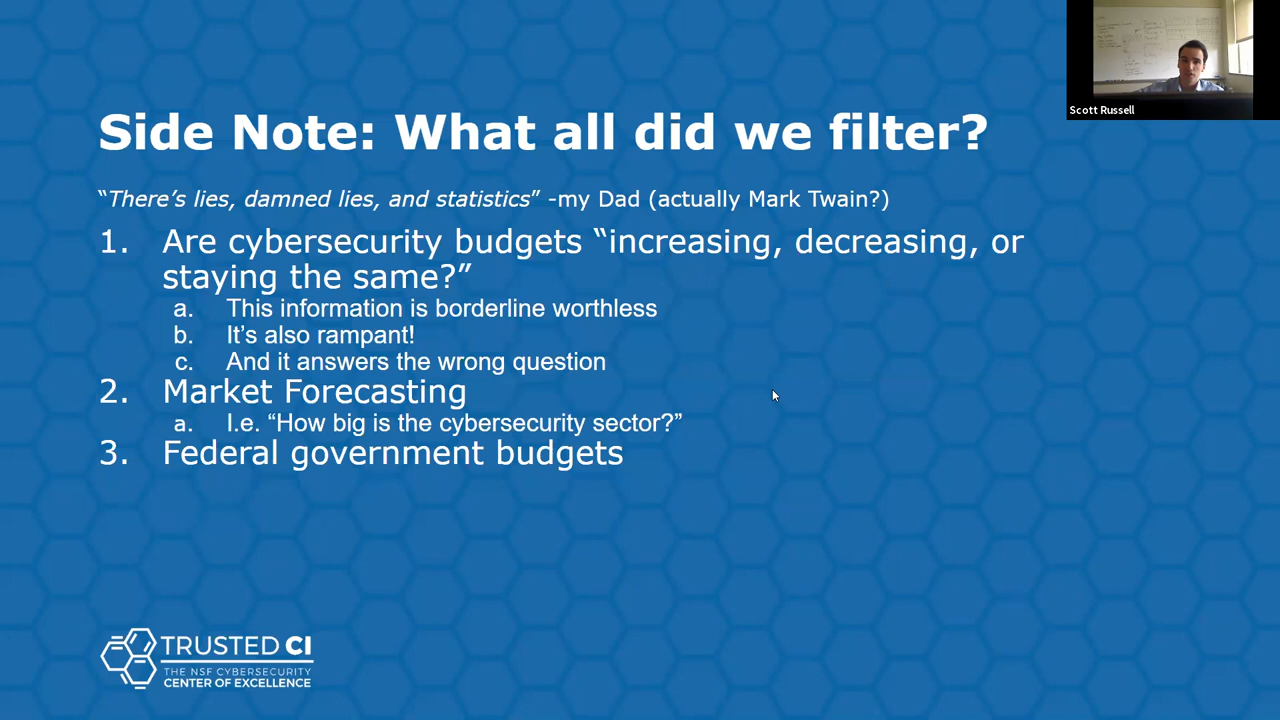 Scott Russell
Side Note: What all did we filter?
“There’s lies, damned lies, and statistics” -my Dad (actually Mark Twain?)
1. Are cybersecurity budgets “increasing, decreasing, or
staying the same?”
a. This information is borderline worthless
b. It’s also rampant!
c. And it answers the wrong question
2. Market Forecasting
a. I.e. “How big is the cybersecurity sector?”
3. Federal government budgets
TRUSTED CI
THE NSF CYBERSECURITY
CENTER OF EXCELLENCE